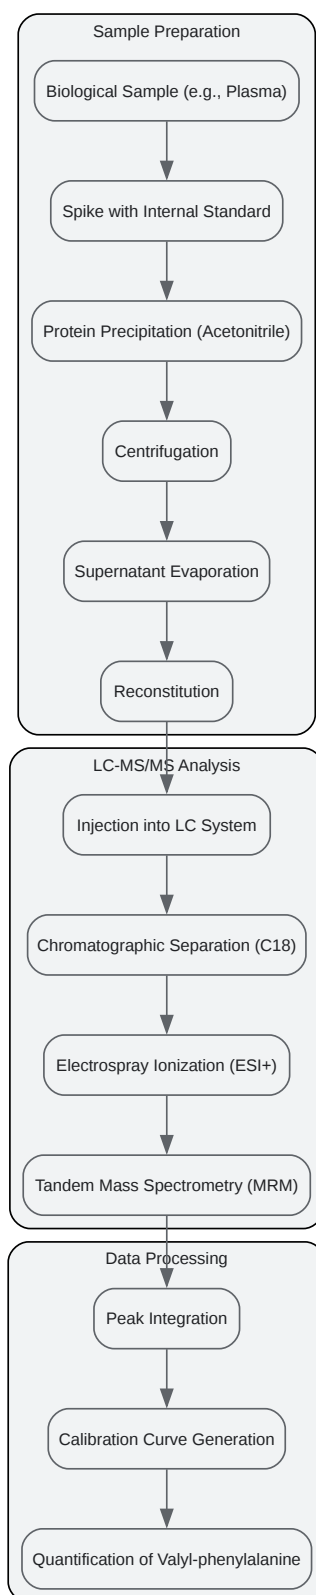 Sample Preparation
Biological Sample (e.g., Plasma)
Spike with Internal Standard
Protein Precipitation (Acetonitrile)
Centrifugation
Supernatant Evaporation
Reconstitution
LC-MS/MS Analysis
Injection into LC System
Chromatographic Separation (C18)
Electrospray Ionization (ESI+)
Tandem Mass Spectrometry (MRM)
Data Processing
Peak Integration
Calibration Curve Generation
Quantification of Valyl-phenylalanine